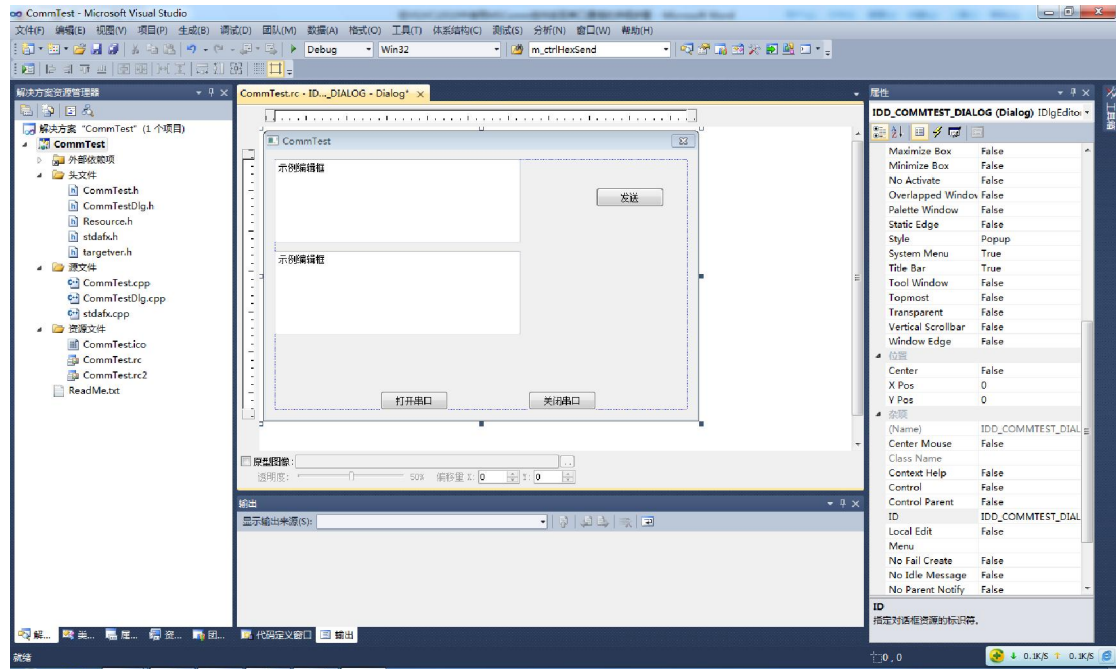 CommTest - Microsoft Visual Studio
文件(F) 编辑(E) 视图(V) 项目(P) 生成(B) 调试(D) 团队(M) 数据(A) 格式(O) 工具(T) 体系结构(C) 测试(S) 分析(N) 窗口(W) 帮助(H)
Debug Win32 m_ctrlHexSend
解决方案资源管理器
解决方案 "CommTest" (1 个项目)
CommTest
外部依赖项
头文件
CommTest.h
CommTestDlg.h
Resource.h
stdafx.h
targetver.h
源文件
CommTest.cpp
CommTestDlg.cpp
stdafx.cpp
资源文件
CommTest.ico
CommTest.rc
CommTest.rc2
ReadMe.txt
解... 类... 属... 资... 团...
CommTest.rc - ID..._DIALOG - Dialog*
CommTest
示例编辑框
发送
示例编辑框
打开串口 关闭串口
原型图像:
透明度: 50% 偏移量 X: 0 Y: 0
输出
显示输出来源(S):
代码定义窗口 输出
属性
IDD_COMMTEST_DIALOG (Dialog) IDlgEditor
Maximize Box False
Minimize Box False
No Activate False
Overlapped Window False
Palette Window False
Static Edge False
Style Popup
System Menu True
Title Bar True
Tool Window False
Topmost False
Transparent False
Vertical Scrollbar False
Window Edge False
位置
Center False
X Pos 0
Y Pos 0
杂项
(Name) IDD_COMMTEST_DIAL
Center Mouse False
Class Name
Context Help False
Control False
Control Parent False
ID IDD_COMMTEST_DIAL
Local Edit False
Menu
No Fail Create False
No Idle Message False
No Parent Notify False
ID
指定对话框资源的标识符。
工具箱
就绪
0, 0
0.1K/S 0.3K/S